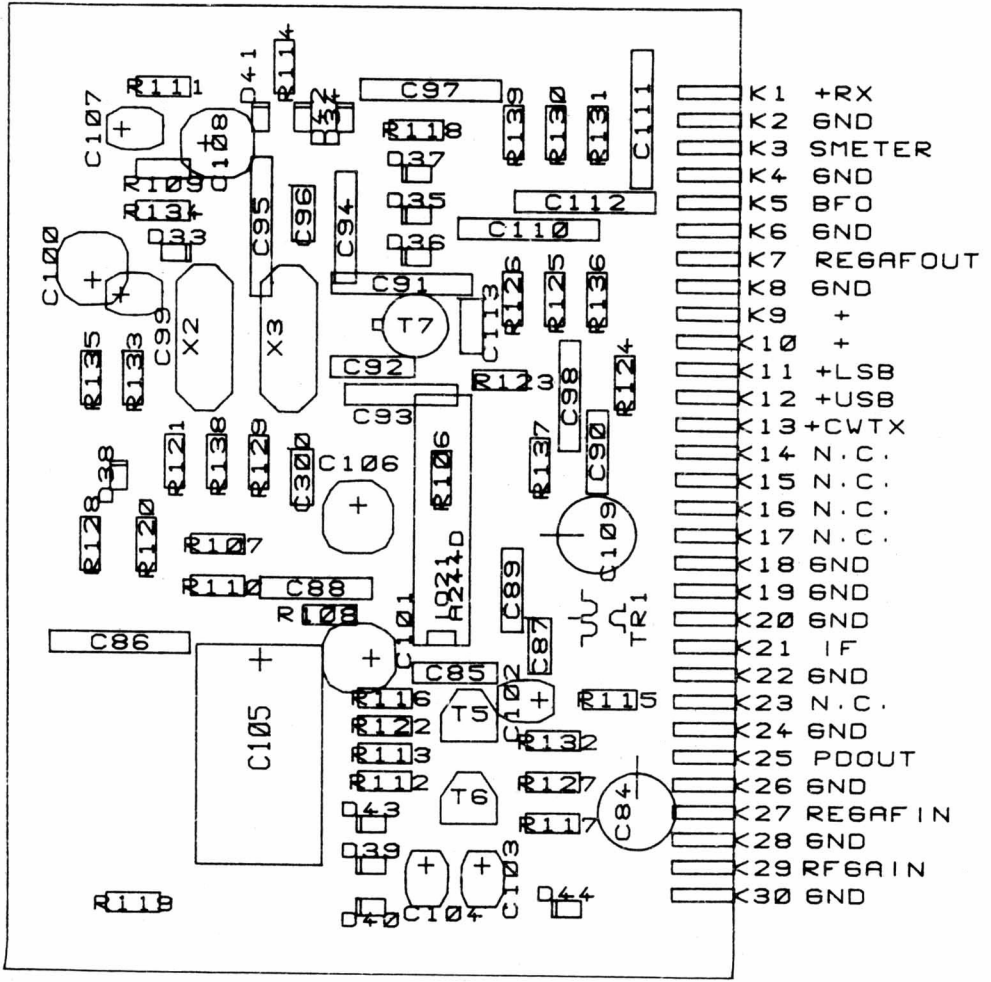 R111
C107
C108
D41
R114
C97
R118
R139
R130
R131
C111
R109
R134
D33
C100
C99
C95
C96
C94
D37
D35
D36
C112
C110
C91
R126
R125
R136
X2
X3
T7
C113
R135
R133
C92
C93
R123
C98
R124
R121
R138
R129
C300
C106
R106
R137
C90
D38
R128
R120
R107
R110
C88
R108
C101
IO21
A244D
C89
C109
TR1
C87
C86
C105
C85
C102
R116
R122
R113
R112
T5
T6
R115
R132
R127
R117
C84
D43
D39
D40
C104
C103
D44
R119
K1 +RX
K2 GND
K3 SMETER
K4 GND
K5 BFO
K6 GND
K7 REGAFOUT
K8 GND
K9 +
K10 +
K11 +LSB
K12 +USB
K13 +CWTX
K14 N.C.
K15 N.C.
K16 N.C.
K17 N.C.
K18 GND
K19 GND
K20 GND
K21 IF
K22 GND
K23 N.C.
K24 GND
K25 PDOUT
K26 GND
K27 REGAFIN
K28 GND
K29 RFGAIN
K30 GND